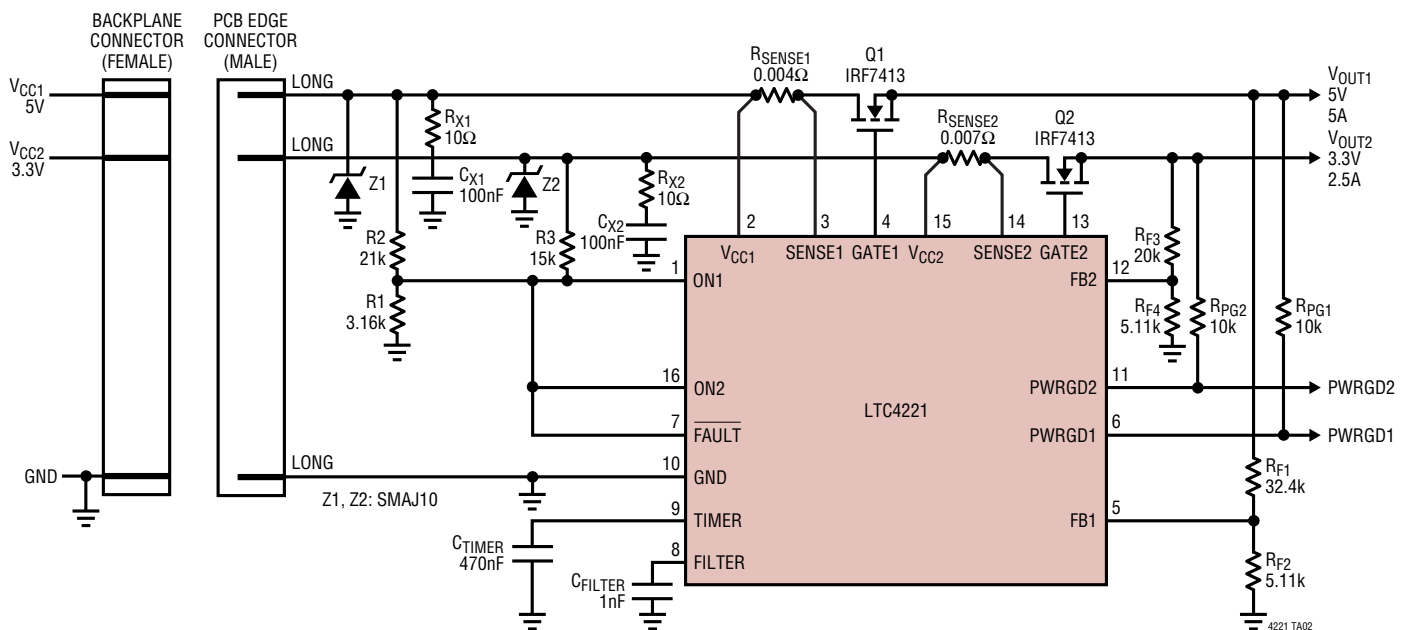 BACKPLANE
CONNECTOR
(FEMALE)
PCB EDGE
CONNECTOR
(MALE)
VCC1
5V
VCC2
3.3V
GND
LONG
LONG
LONG
Z1
Z2
Z1, Z2: SMAJ10
RX1
10Ω
CX1
100nF
RX2
10Ω
CX2
100nF
R2
21k
R1
3.16k
R3
15k
RSENSE1
0.004Ω
Q1
IRF7413
RSENSE2
0.007Ω
Q2
IRF7413
VOUT1
5V
5A
VOUT2
3.3V
2.5A
2
3
4
15
14
13
VCC1
SENSE1
GATE1
VCC2
SENSE2
GATE2
1
ON1
16
ON2
7
FAULT
10
GND
9
TIMER
8
FILTER
LTC4221
12
FB2
11
PWRGD2
6
PWRGD1
5
FB1
RF3
20k
RF4
5.11k
RPG2
10k
RPG1
10k
PWRGD2
PWRGD1
RF1
32.4k
RF2
5.11k
CTIMER
470nF
CFILTER
1nF
4221 TA02